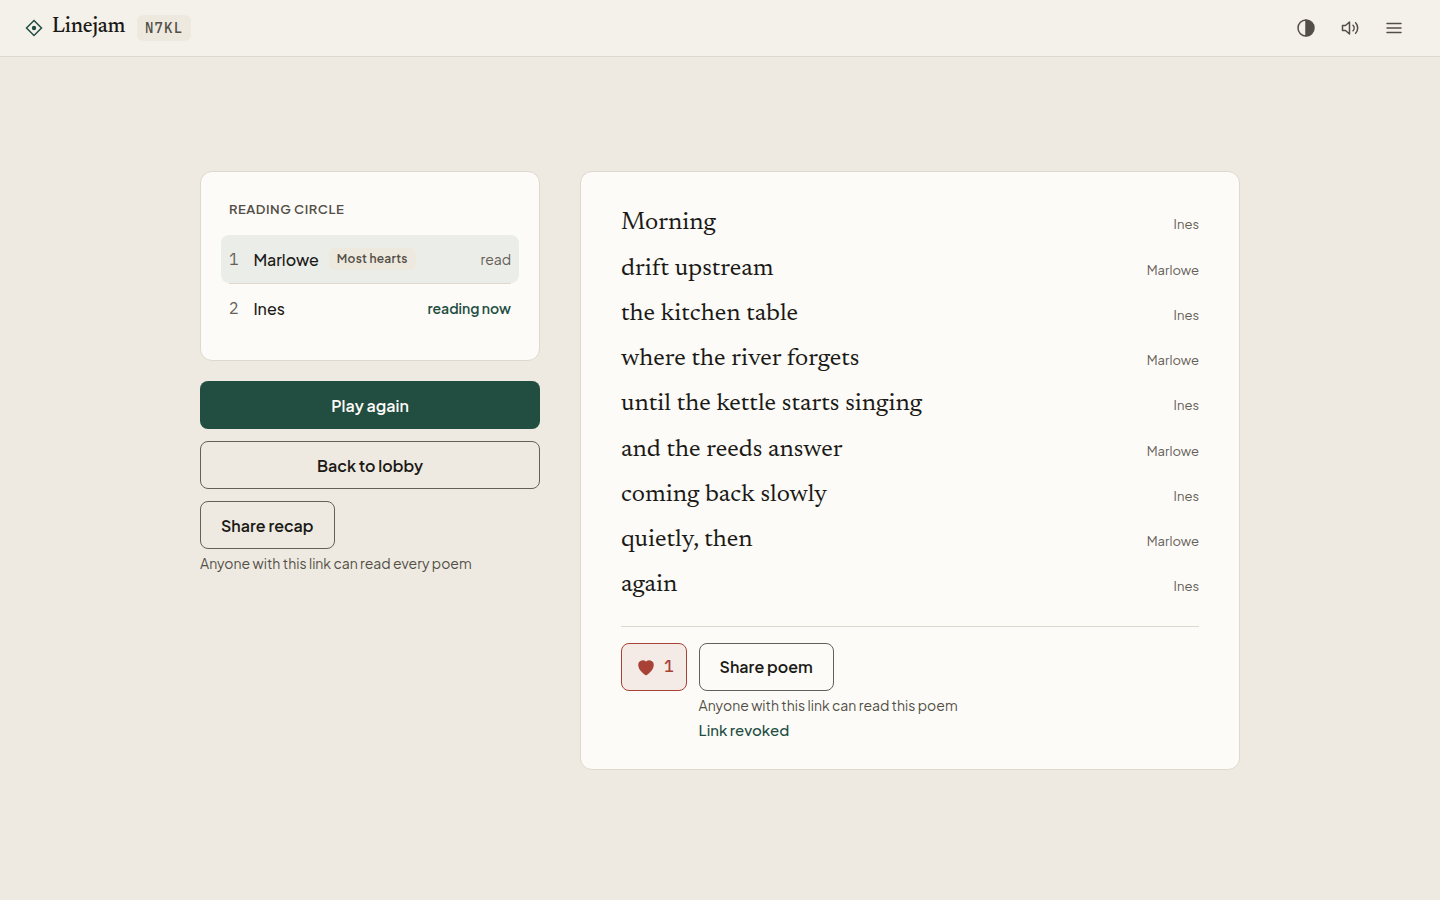 Linejam N7KL
READING CIRCLE
1 Marlowe Most hearts read
2 Ines reading now
Play again
Back to lobby
Share recap
Anyone with this link can read every poem
Morning Ines
drift upstream Marlowe
the kitchen table Ines
where the river forgets Marlowe
until the kettle starts singing Ines
and the reeds answer Marlowe
coming back slowly Ines
quietly, then Marlowe
again Ines
1 Share poem
Anyone with this link can read this poem
Link revoked